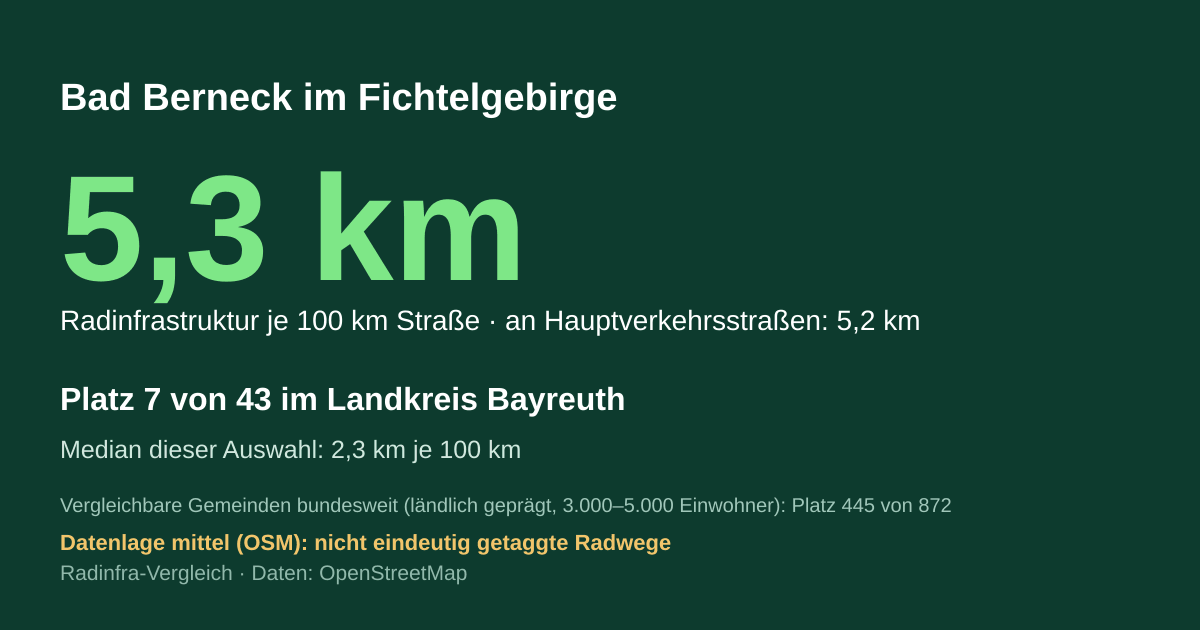 Bad Berneck im Fichtelgebirge
5,3 km
Radinfrastruktur je 100 km Straße · an Hauptverkehrsstraßen: 5,2 km
Platz 7 von 43 im Landkreis Bayreuth
Median dieser Auswahl: 2,3 km je 100 km
Vergleichbare Gemeinden bundesweit (ländlich geprägt, 3.000–5.000 Einwohner): Platz 445 von 872
Datenlage mittel (OSM): nicht eindeutig getaggte Radwege
Radinfra-Vergleich · Daten: OpenStreetMap